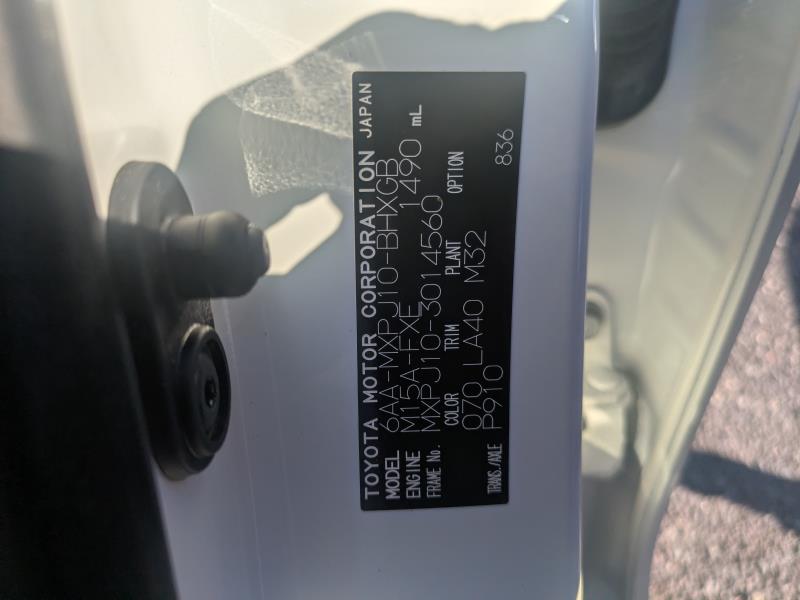 TOYOTA MOTOR CORPORATION JAPAN
MODEL 6AA-MXPJ10-BHXGB
ENGINE M15A-FXE 1490 mL
FRAME No. MXPJ10-3014560
COLOR TRIM PLANT OPTION
070 LA40 M32
TRANS./AXLE P910 836